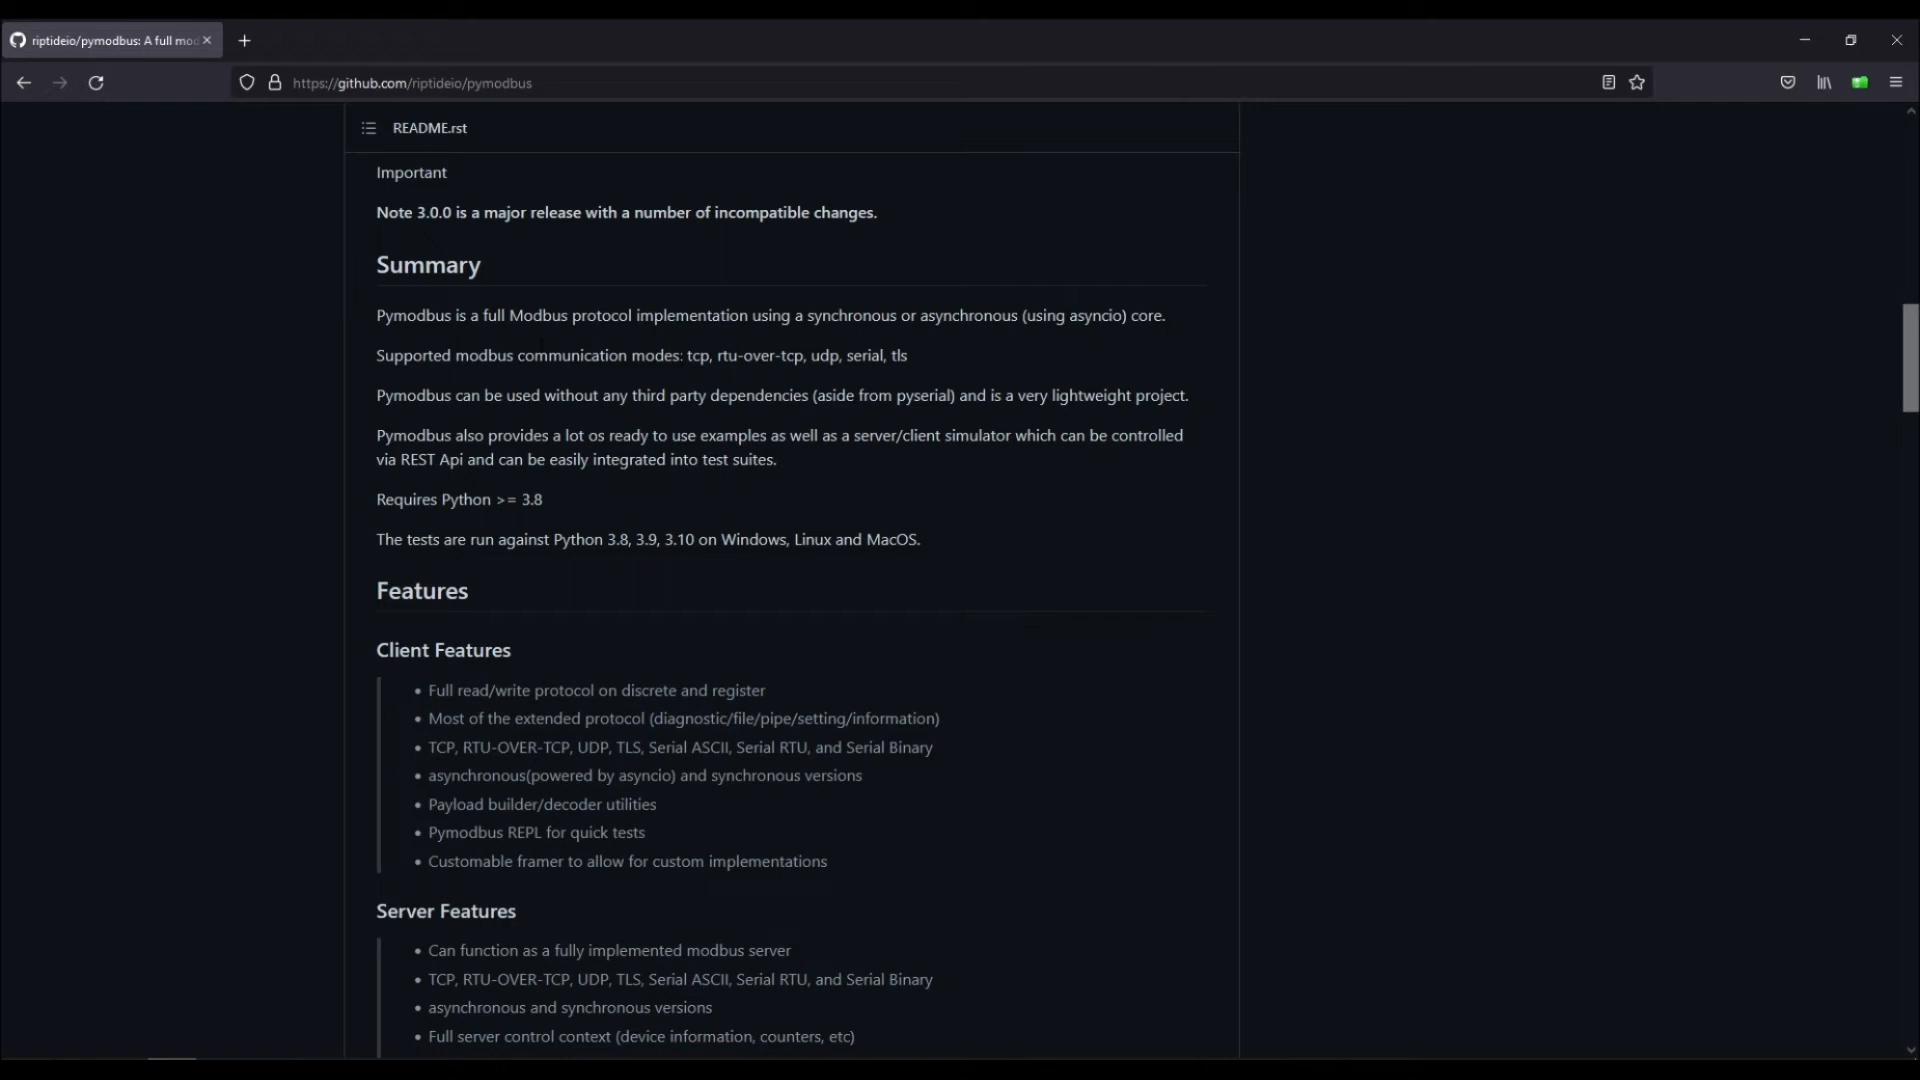 riptideio/pymodbus: A full mod
https://github.com/riptideio/pymodbus
README.rst
Important
Note 3.0.0 is a major release with a number of incompatible changes.
Summary
Pymodbus is a full Modbus protocol implementation using a synchronous or asynchronous (using asyncio) core.
Supported modbus communication modes: tcp, rtu-over-tcp, udp, serial, tls
Pymodbus can be used without any third party dependencies (aside from pyserial) and is a very lightweight project.
Pymodbus also provides a lot os ready to use examples as well as a server/client simulator which can be controlled
via REST Api and can be easily integrated into test suites.
Requires Python >= 3.8
The tests are run against Python 3.8, 3.9, 3.10 on Windows, Linux and MacOS.
Features
Client Features
• Full read/write protocol on discrete and register
• Most of the extended protocol (diagnostic/file/pipe/setting/information)
• TCP, RTU-OVER-TCP, UDP, TLS, Serial ASCII, Serial RTU, and Serial Binary
• asynchronous(powered by asyncio) and synchronous versions
• Payload builder/decoder utilities
• Pymodbus REPL for quick tests
• Customable framer to allow for custom implementations
Server Features
• Can function as a fully implemented modbus server
• TCP, RTU-OVER-TCP, UDP, TLS, Serial ASCII, Serial RTU, and Serial Binary
• asynchronous and synchronous versions
• Full server control context (device information, counters, etc)